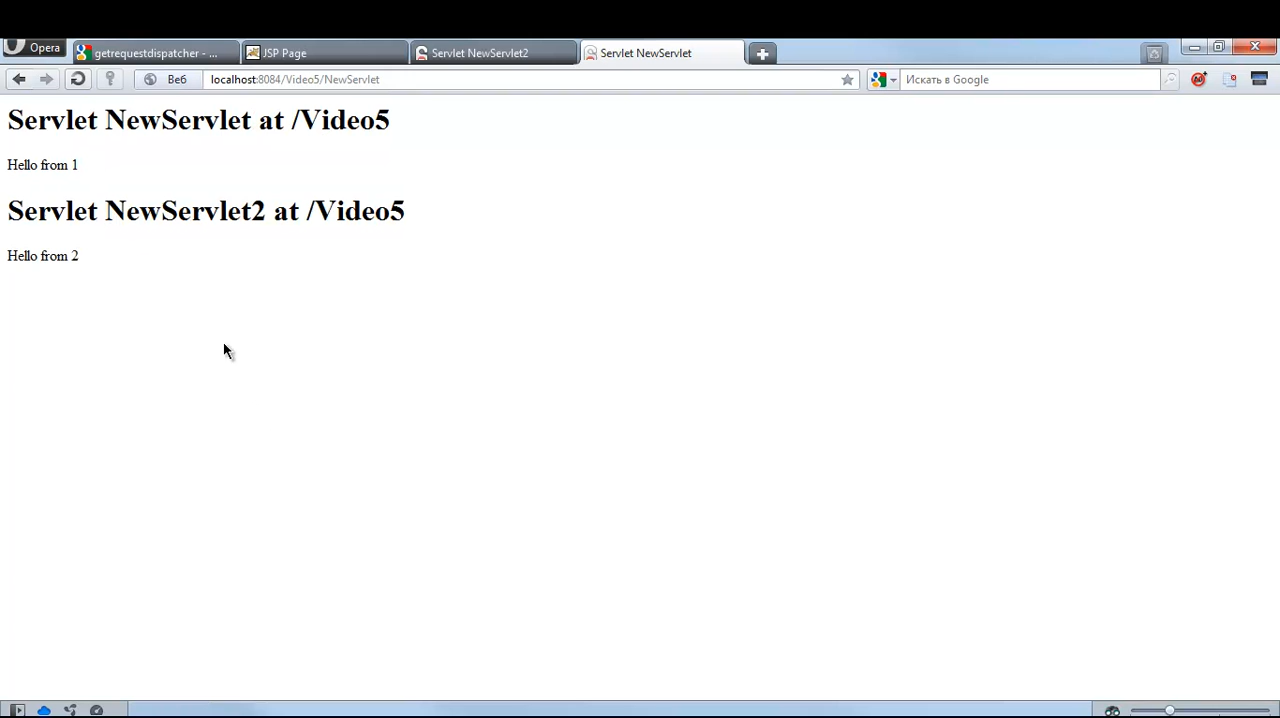 Opera
getrequestdispatcher - ...
JSP Page
Servlet NewServlet2
Servlet NewServlet
Веб
localhost:8084/Video5/NewServlet
Искать в Google
Servlet NewServlet at /Video5
Hello from 1
Servlet NewServlet2 at /Video5
Hello from 2